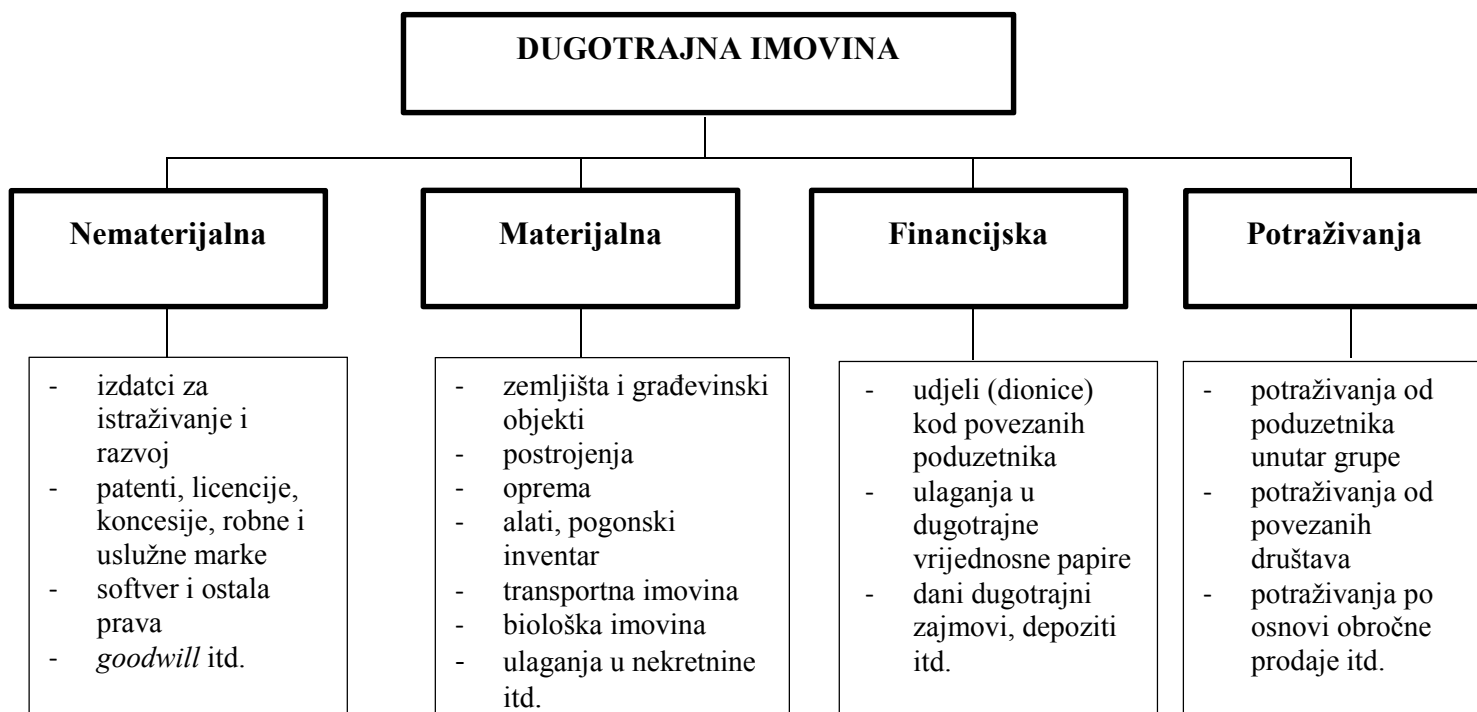 DUGOTRAJNA IMOVINA
Nematerijalna
Materijalna
Financijska
Potraživanja
- izdatci za
istraživanje i
razvoj
- patenti, licencije,
koncesije, robne i
uslužne marke
- softver i ostala
prava
- goodwill itd.
- zemljišta i građevinski
objekti
- postrojenja
- oprema
- alati, pogonski
inventar
- transportna imovina
- biološka imovina
- ulaganja u nekretnine
itd.
- udjeli (dionice)
kod povezanih
poduzetnika
- ulaganja u
dugotrajne
vrijednosne papire
- dani dugotrajni
zajmovi, depoziti
itd.
- potraživanja od
poduzetnika
unutar grupe
- potraživanja od
povezanih
društava
- potraživanja po
osnovi obročne
prodaje itd.